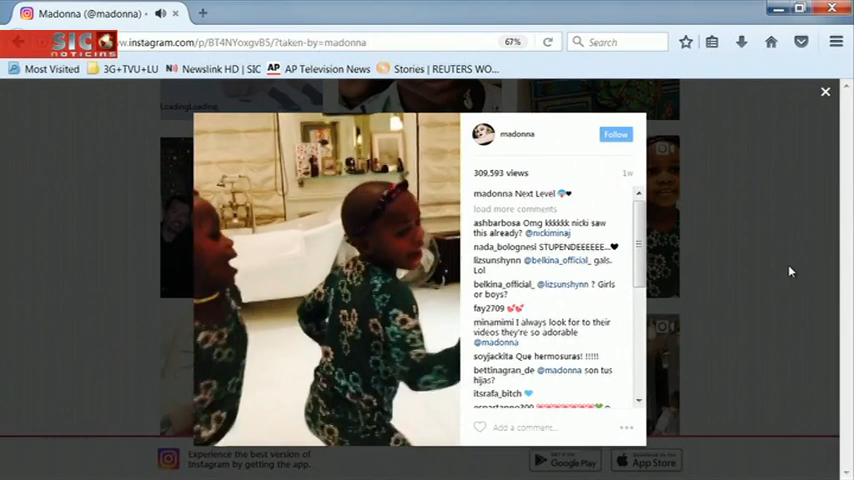 Madonna (@madonna) •
SIC
NOTÍCIAS
w.instagram.com/p/BT4NYoxgvB5/?taken-by=madonna
67%
Search
Most Visited
3G+TVU+LU
Newslink HD | SIC
AP
AP Television News
Stories | REUTERS WO...
LoadingLoading
madonna
Follow
309,593 views
1w
madonna Next Level
load more comments
ashbarbosa Omg kkkkkk nicki saw
this already? @nickiminaj
nada_bolognesi STUPENDEEEEEE...
lizsunshynn @belkina_official_ gals.
Lol
belkina_official_ @lizsunshynn ? Girls
or boys?
fay2709
minamimi I always look for to their
videos they're so adorable
@madonna
soyjackita Que hermosuras! !!!!!
bettinagran_de @madonna son tus
hijas?
itsrafa_bitch
Add a comment...
Experience the best version of
Instagram by getting the app.
GET IT ON
Google Play
App Store